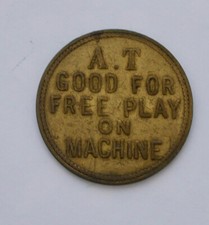 A.T
GOOD FOR
FREE PLAY
ON
MACHINE